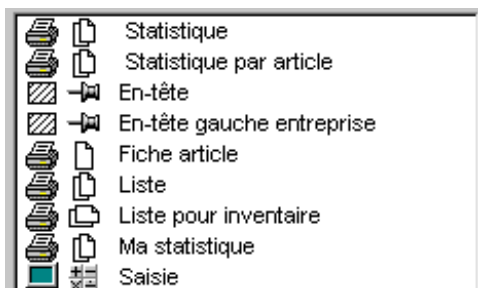 Statistique
Statistique par article
En-tête
En-tête gauche entreprise
Fiche article
Liste
Liste pour inventaire
Ma statistique
Saisie